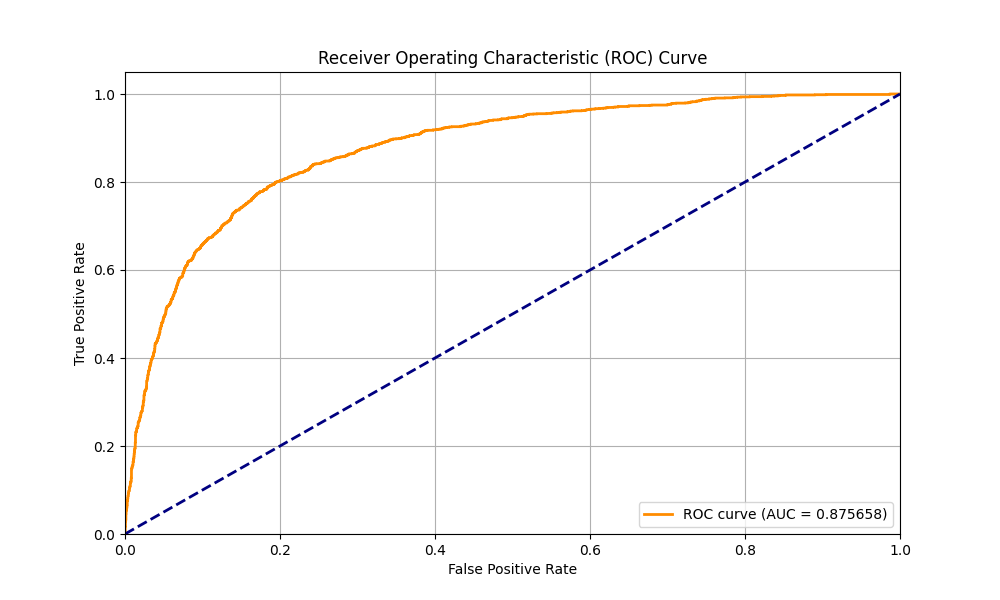 Receiver Operating Characteristic (ROC) Curve
1.0
0.8
0.6
0.4
0.2
0.0
True Positive Rate
ROC curve (AUC = 0.875658)
0.0 0.2 0.4 0.6 0.8 1.0
False Positive Rate